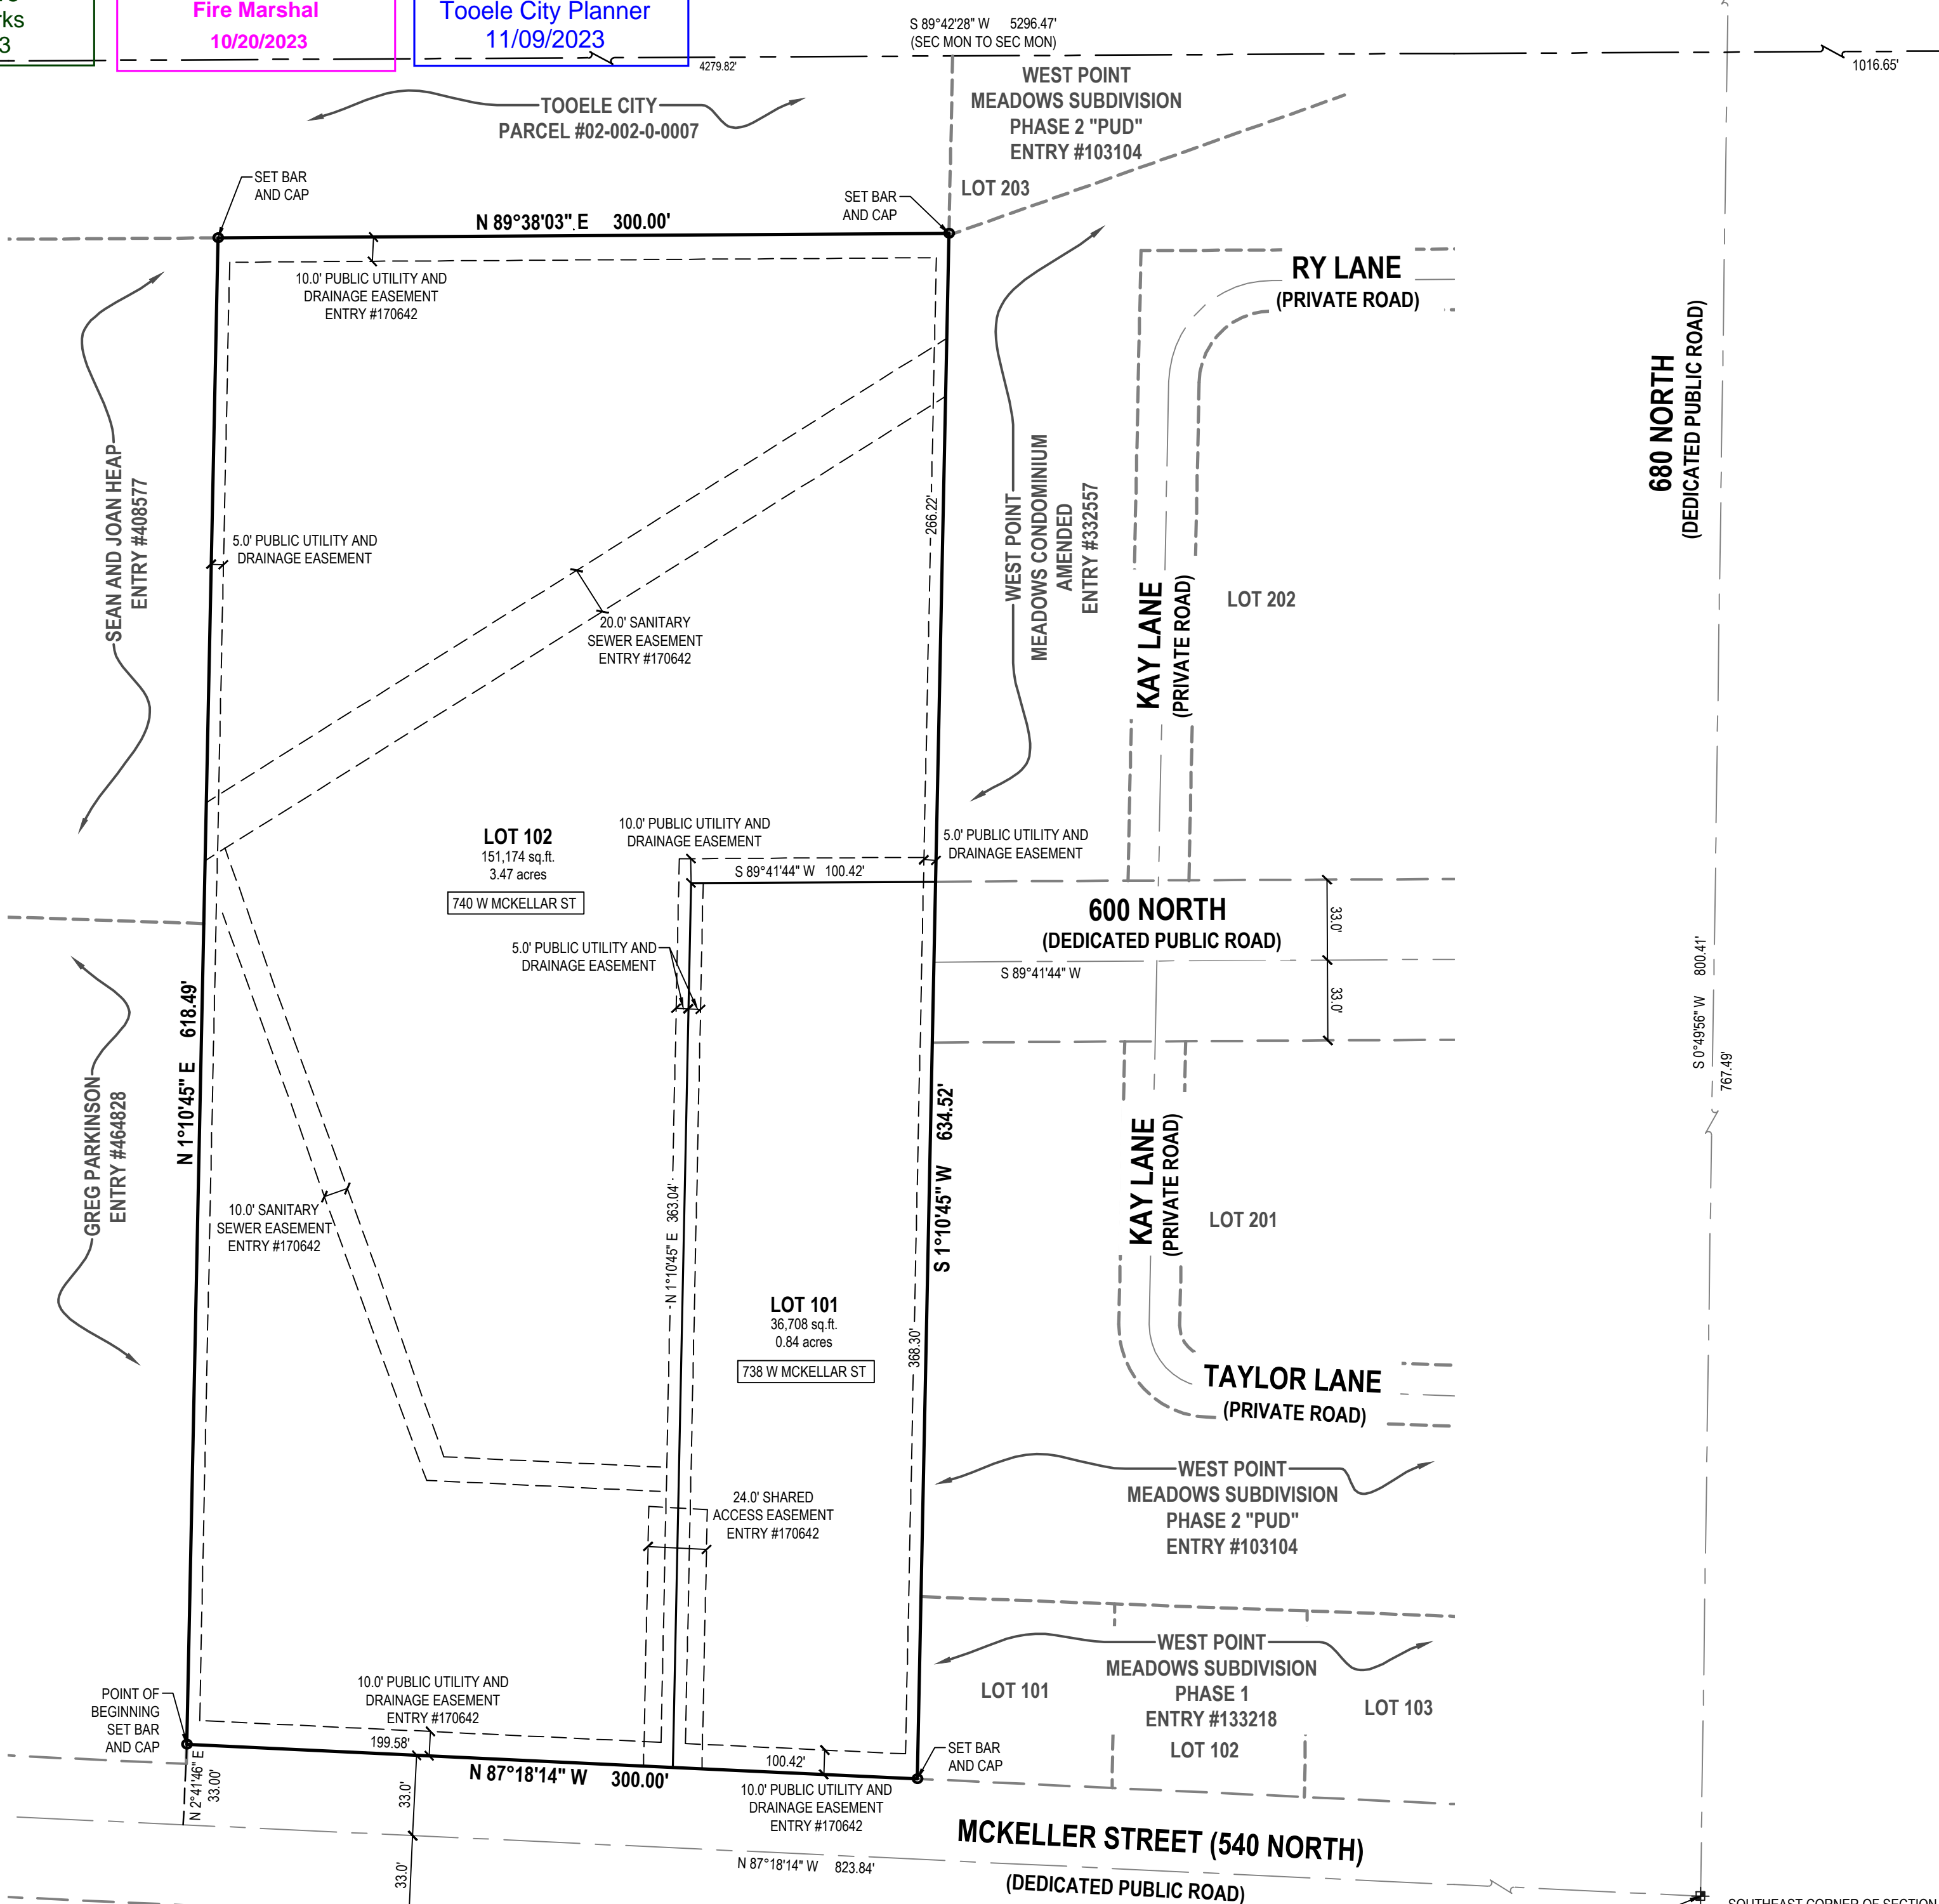 rks
3
Fire Marshal
10/20/2023
Tooele City Planner
11/09/2023
S 89°42'28" W 5296.47'
(SEC MON TO SEC MON)
4279.82'
1016.65'
TOOELE CITY
PARCEL #02-002-0-0007
WEST POINT
MEADOWS SUBDIVISION
PHASE 2 "PUD"
ENTRY #103104
LOT 203
SET BAR
AND CAP
SET BAR
AND CAP
N 89°38'03" E 300.00'
10.0' PUBLIC UTILITY AND
DRAINAGE EASEMENT
ENTRY #170642
RY LANE
(PRIVATE ROAD)
680 NORTH
(DEDICATED PUBLIC ROAD)
SEAN AND JOAN HEAP
ENTRY #408577
5.0' PUBLIC UTILITY AND
DRAINAGE EASEMENT
266.22'
WEST POINT
MEADOWS CONDOMINIUM
AMENDED
ENTRY #332557
KAY LANE
(PRIVATE ROAD)
LOT 202
20.0' SANITARY
SEWER EASEMENT
ENTRY #170642
LOT 102
151,174 sq.ft.
3.47 acres
740 W MCKELLAR ST
10.0' PUBLIC UTILITY AND
DRAINAGE EASEMENT
S 89°41'44" W 100.42'
5.0' PUBLIC UTILITY AND
DRAINAGE EASEMENT
5.0' PUBLIC UTILITY AND
DRAINAGE EASEMENT
600 NORTH
(DEDICATED PUBLIC ROAD)
S 89°41'44" W
33.0'
33.0'
S 0°49'56" W 800.41'
767.49'
N 1°10'45" E 618.49'
GREG PARKINSON
ENTRY #464828
10.0' SANITARY
SEWER EASEMENT
ENTRY #170642
N 1°10'45" E 363.04'
S 1°10'45" W 634.52'
KAY LANE
(PRIVATE ROAD)
LOT 201
LOT 101
36,708 sq.ft.
0.84 acres
738 W MCKELLAR ST
368.30'
TAYLOR LANE
(PRIVATE ROAD)
WEST POINT
MEADOWS SUBDIVISION
PHASE 2 "PUD"
ENTRY #103104
24.0' SHARED
ACCESS EASEMENT
ENTRY #170642
WEST POINT
MEADOWS SUBDIVISION
PHASE 1
ENTRY #133218
LOT 101
LOT 102
LOT 103
POINT OF
BEGINNING
SET BAR
AND CAP
10.0' PUBLIC UTILITY AND
DRAINAGE EASEMENT
ENTRY #170642
199.58'
N 87°18'14" W 300.00'
100.42'
SET BAR
AND CAP
10.0' PUBLIC UTILITY AND
DRAINAGE EASEMENT
ENTRY #170642
N 2°41'46" E
33.00'
33.0'
33.0'
MCKELLER STREET (540 NORTH)
(DEDICATED PUBLIC ROAD)
N 87°18'14" W 823.84'
SOUTHEAST CORNER OF SECTION